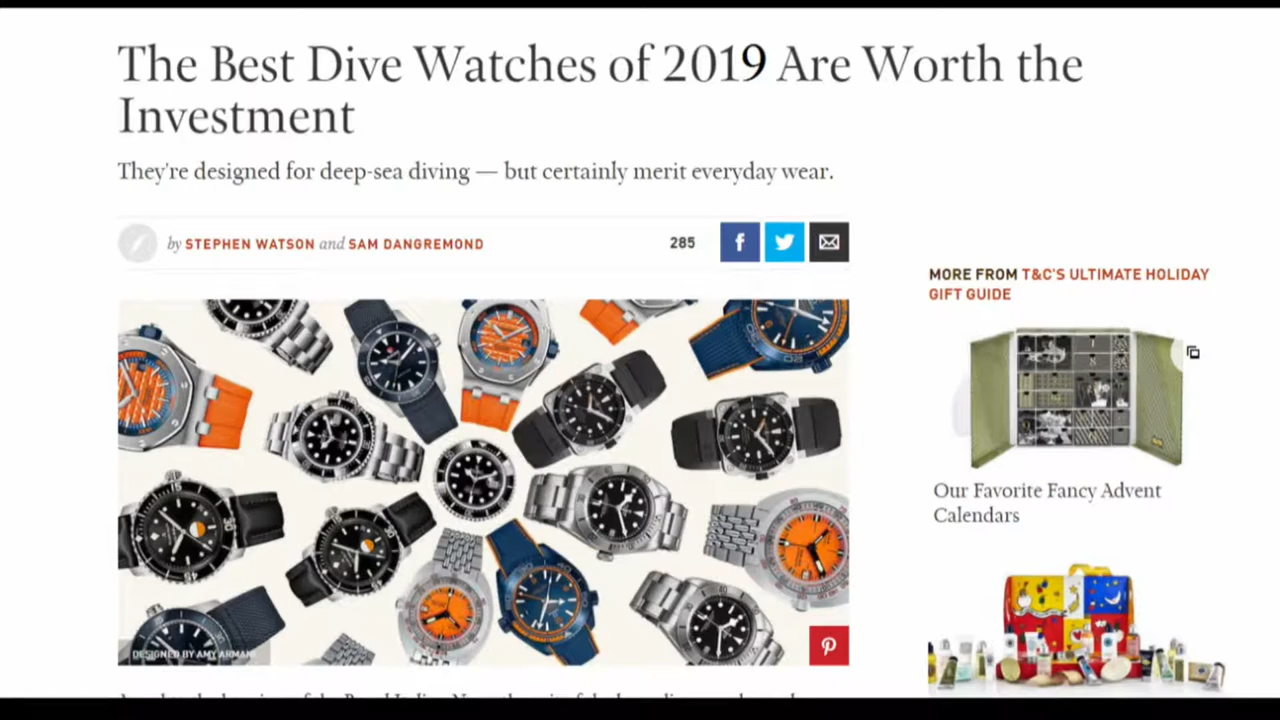 The Best Dive Watches of 2019 Are Worth the
Investment
They're designed for deep-sea diving — but certainly merit everyday wear.
by STEPHEN WATSON and SAM DANGREMOND
285
MORE FROM T&C'S ULTIMATE HOLIDAY
GIFT GUIDE
Our Favorite Fancy Advent
Calendars
DESIGNED BY AMY ARMANI